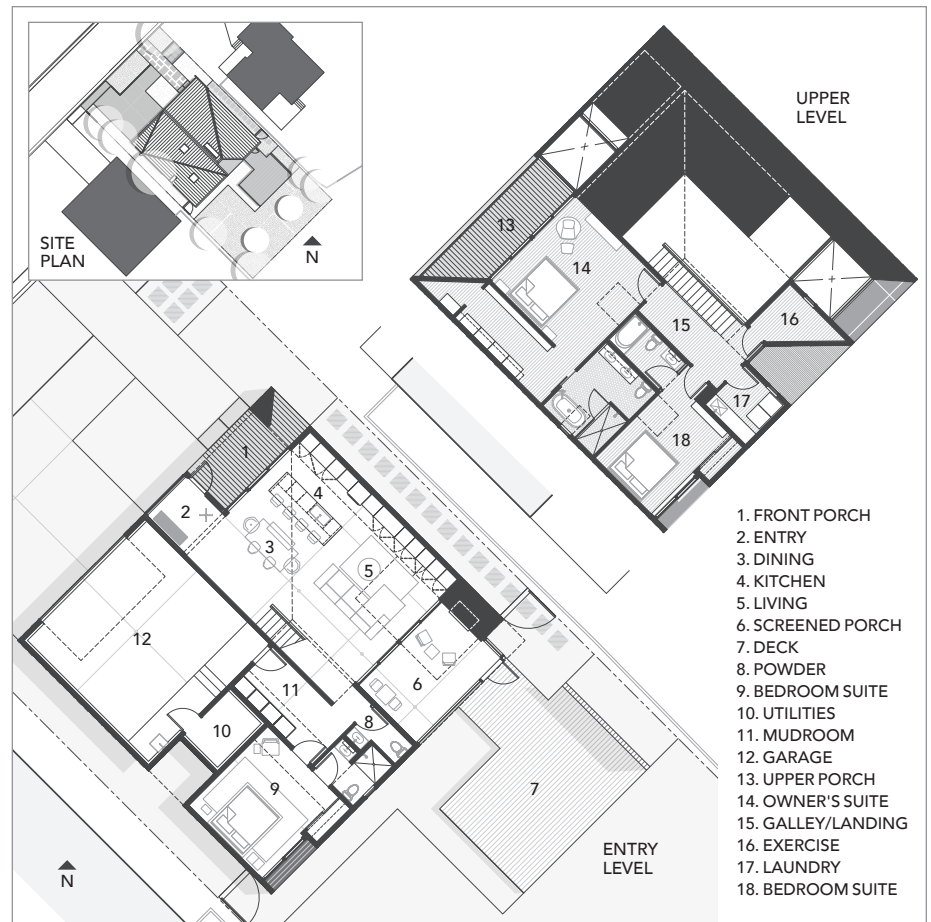 SITE
PLAN
N
UPPER
LEVEL
13
14
15
16
17
18
1
2
3
4
5
6
7
8
9
10
11
12
N
ENTRY
LEVEL
1. FRONT PORCH
2. ENTRY
3. DINING
4. KITCHEN
5. LIVING
6. SCREENED PORCH
7. DECK
8. POWDER
9. BEDROOM SUITE
10. UTILITIES
11. MUDROOM
12. GARAGE
13. UPPER PORCH
14. OWNER'S SUITE
15. GALLEY/LANDING
16. EXERCISE
17. LAUNDRY
18. BEDROOM SUITE